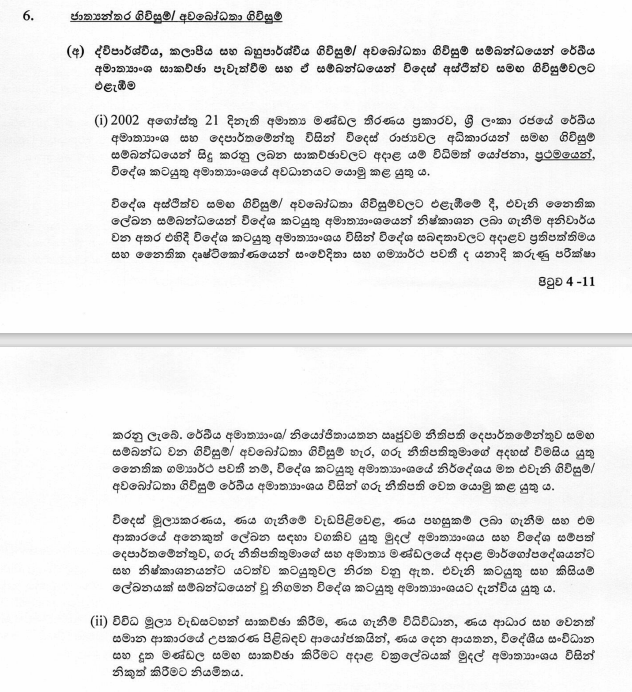 6. ජාත්‍යන්තර ගිවිසුම්/ අවබෝධතා ගිවිසුම්
(අ) ද්විපාර්ශ්වීය, කලාපීය සහ බහුපාර්ශ්වීය ගිවිසුම්/ අවබෝධතා ගිවිසුම් සම්බන්ධයෙන් රේඛීය
අමාත්‍යාංශ සාකච්ඡා පැවැත්වීම සහ ඒ සම්බන්ධයෙන් විදෙස් අස්ථිත්ව සමඟ ගිවිසුම්වලට
එළැඹීම
(i) 2002 අගෝස්තු 21 දිනැති අමාත්‍ය මණ්ඩල තීරණය ප්‍රකාරව, ශ්‍රී ලංකා රජයේ රේඛීය
අමාත්‍යාංශ සහ දෙපාර්තමේන්තු විසින් විදෙස් රාජ්‍යවල අධිකාරයන් සමඟ ගිවිසුම්
සම්බන්ධයෙන් සිදු කරනු ලබන සාකච්ඡාවලට අදාළ යම් විධිමත් යෝජනා, ප්‍රථමයෙන්,
විදේශ කටයුතු අමාත්‍යාංශයේ අවධානයට යොමු කළ යුතු ය.
විදේශ අස්ථිත්ව සමඟ ගිවිසුම්/ අවබෝධතා ගිවිසුම්වලට එළැඹීමේ දී, එවැනි නෛතික
ලේඛන සම්බන්ධයෙන් විදේශ කටයුතු අමාත්‍යාංශයෙන් නිෂ්කාශන ලබා ගැනීම අනිවාර්ය
වන අතර එහිදී විදේශ කටයුතු අමාත්‍යාංශය විසින් විදේශ සබඳතාවලට අදාළව ප්‍රතිපත්තිමය
සහ නෛතික දෘෂ්ටිකෝණයෙන් සංවේදිතා සහ ගම්‍යාර්ථ පවතී ද යනාදි කරුණු පරීක්ෂා
පිටුව 4 -11
කරනු ලැබේ. රේඛීය අමාත්‍යාංශ/ නියෝජිතායතන සෘජුවම නීතිපති දෙපාර්තමේන්තුව සමඟ
සම්බන්ධ වන ගිවිසුම්/ අවබෝධතා ගිවිසුම් හැර, ගරු නීතිපතිතුමාගේ අදහස් විමසිය යුතු
නෛතික ගම්‍යාර්ථ පවතී නම්, විදේශ කටයුතු අමාත්‍යාංශයේ නිර්දේශය මත එවැනි ගිවිසුම්/
අවබෝධතා ගිවිසුම් රේඛීය අමාත්‍යාංශය විසින් ගරු නීතිපති වෙත යොමු කළ යුතු ය.
විදෙස් මූල්‍යකරණය, ණය ගැනීමේ වැඩපිළිවෙළ, ණය පහසුකම් ලබා ගැනීම සහ එම
ආකාරයේ අනෙකුත් ලේඛන සඳහා වගකිව යුතු මුදල් අමාත්‍යාංශය සහ විදේශ සම්පත්
දෙපාර්තමේන්තුව, ගරු නීතිපතිතුමාගේ සහ අමාත්‍ය මණ්ඩලයේ අදාළ මාර්ගෝපදේශයන්ට
සහ නිෂ්කාශනයන්ට යටත්ව කටයුතුවල නිරත වනු ඇත. එවැනි කටයුතු සහ කිසියම්
ලේඛනයක් සම්බන්ධයෙන් වූ නිගමන විදේශ කටයුතු අමාත්‍යාංශයට දැන්විය යුතු ය.
(ii) විවිධ මූල්‍ය වැඩසටහන් සාකච්ඡා කිරීම, ණය ගැනීම් විධිවිධාන, ණය ආධාර සහ වෙනත්
සමාන ආකාරයේ උපකරණ පිළිබඳව ආයෝජකයින්, ණය දෙන ආයතන, විදේශීය සංවිධාන
සහ දූත මණ්ඩල සමඟ සාකච්ඡා කිරීමට අදාළ චක්‍රලේඛයක් මුදල් අමාත්‍යාංශය විසින්
නිකුත් කිරීමට නියමිතය.